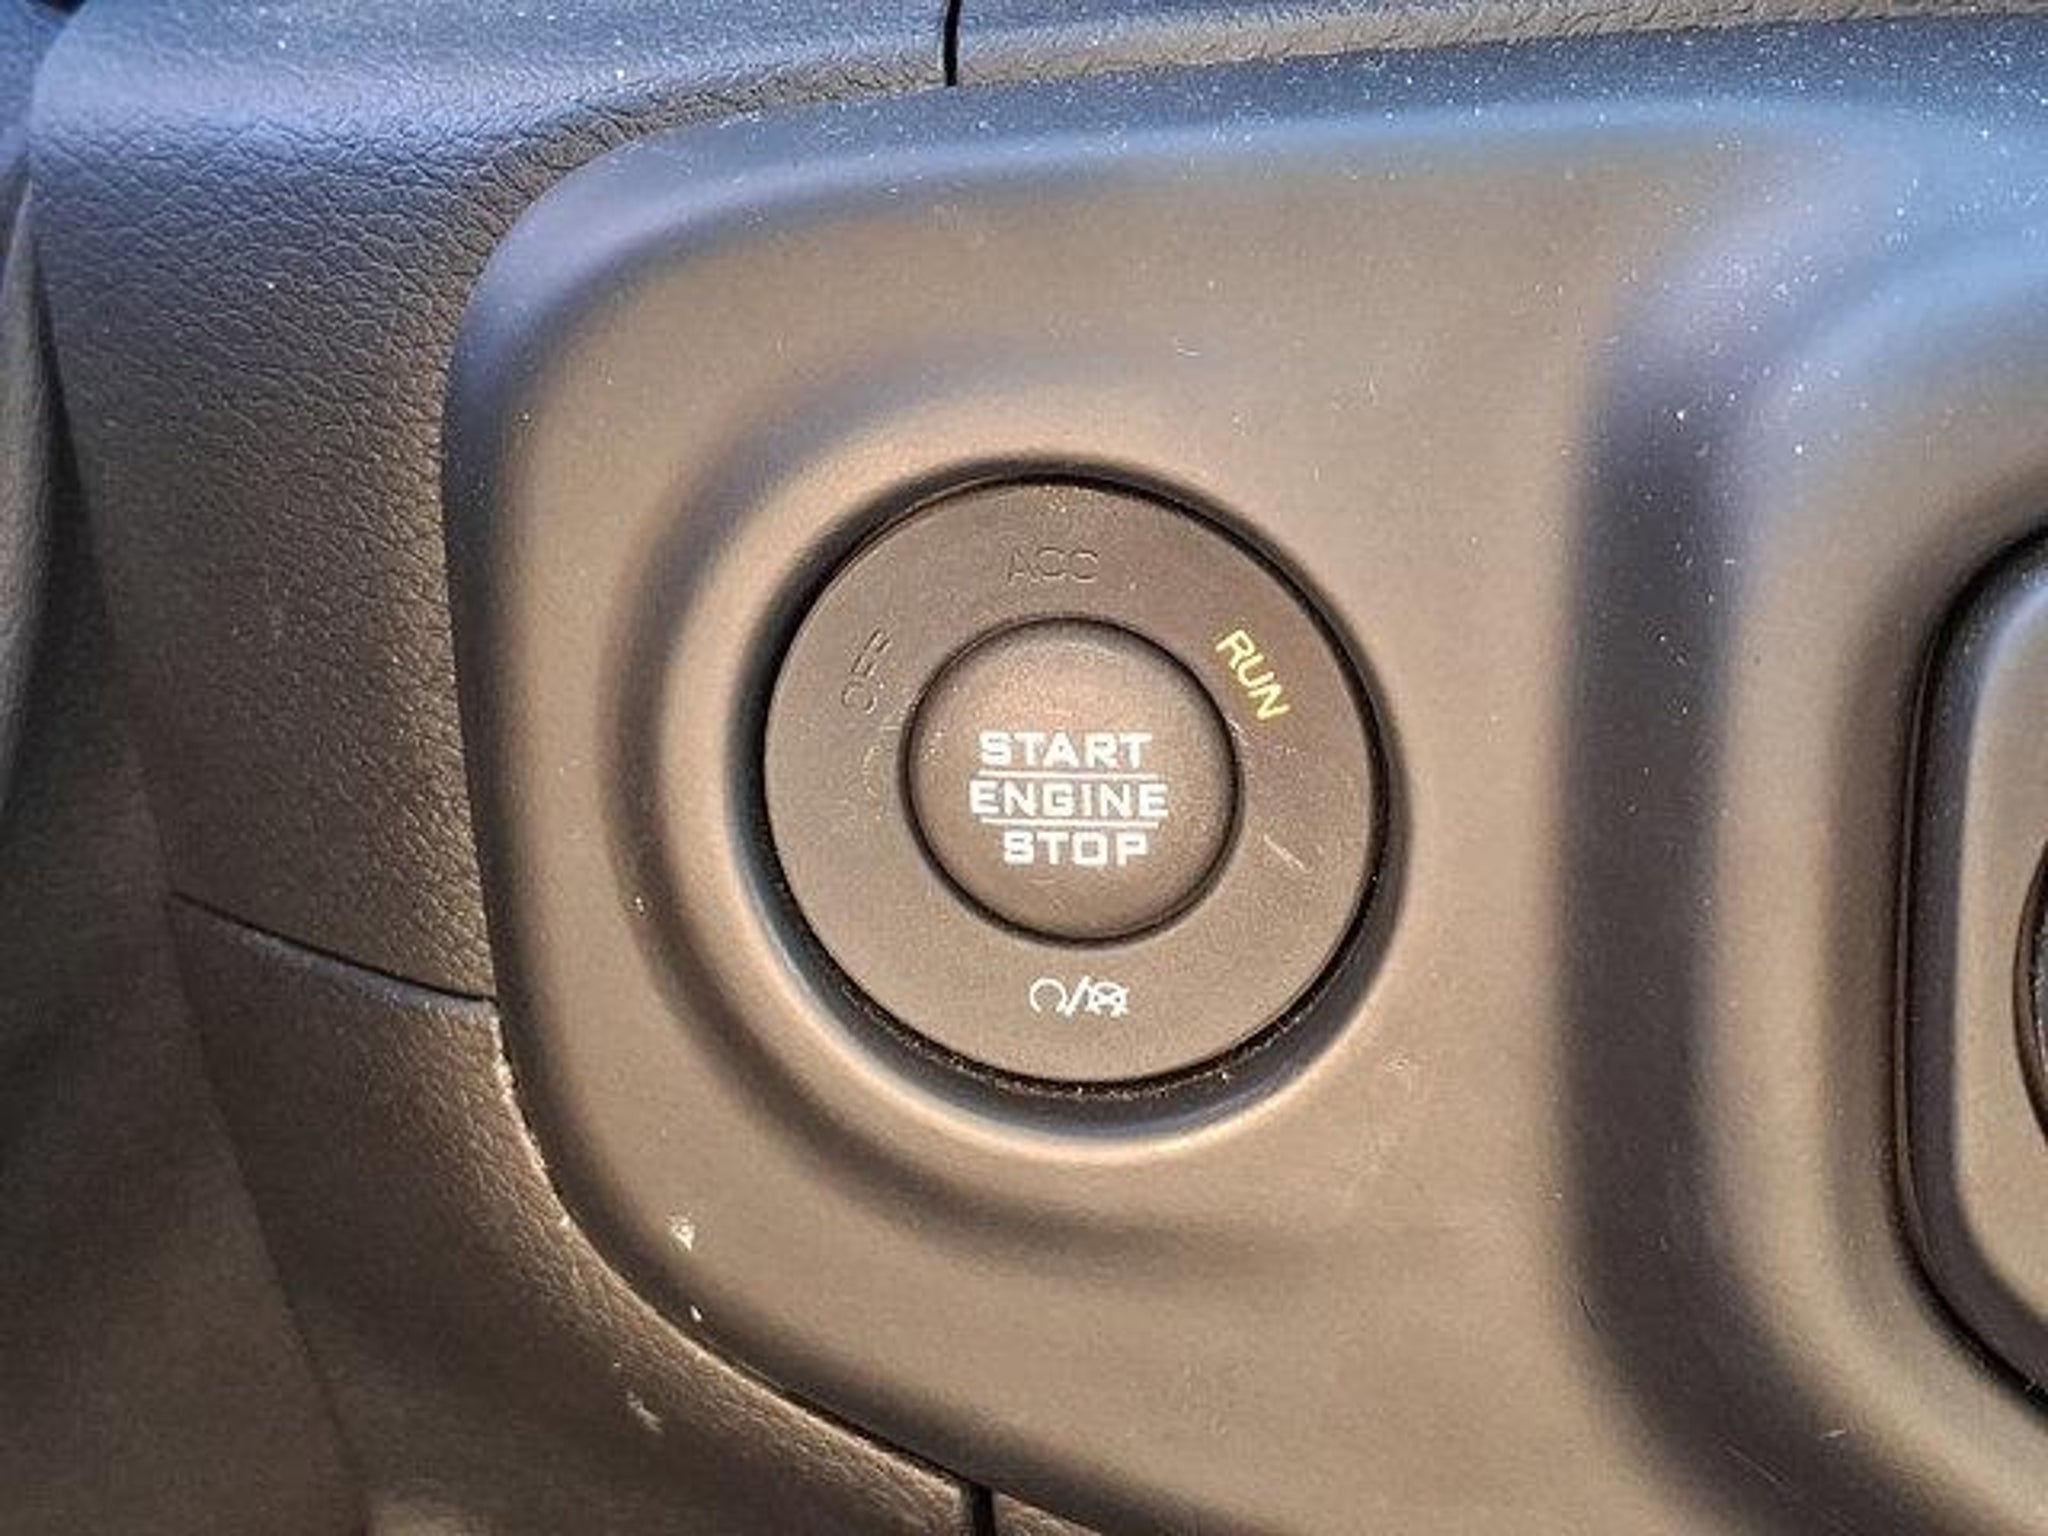 ACC
OFF
RUN
START
ENGINE
STOP